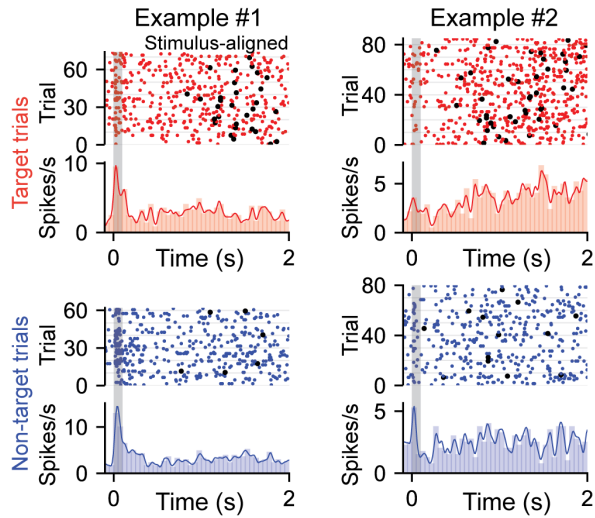 Example #1
Example #2
Stimulus-aligned
Target trials
Trial
60
30
0
Trial
80
40
0
Spikes/s
10
0
Spikes/s
5
0
0
2
Time (s)
0
2
Time (s)
Non-target trials
Trial
60
30
0
Trial
80
40
0
Spikes/s
10
0
Spikes/s
5
0
0
2
Time (s)
0
2
Time (s)